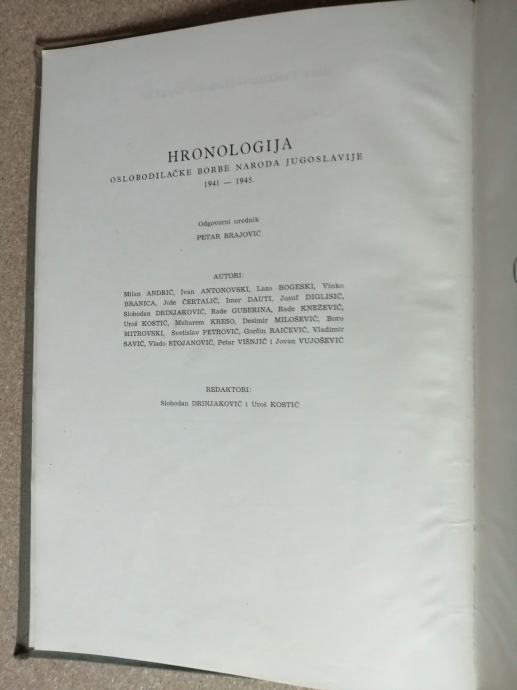 HRONOLOGIJA
OSLOBODILAČKE BORBE NARODA JUGOSLAVIJE
1941 — 1945.
Odgovorni urednik
PETAR BRAJOVIĆ
AUTORI:
Milan ANDRIĆ, Ivan ANTONOVSKI, Lazo BOGESKI, Vinko
BRANICA, Jože ČERTALIČ, Imer DAUTI, Jusuf DIGLISIĆ,
Slobodan DRINJAKOVIĆ, Rade GUBERINA, Rade KNEŽEVIĆ,
Uroš KOSTIĆ, Muharem KRESO, Desimir MILOŠEVIĆ, Boro
MITROVSKI, Svetislav PETROVIĆ, Gorčin RAIČEVIĆ, Vladimir
SAVIĆ, Vlado STOJANOVIĆ, Petar VIŠNJIĆ i Jovan VUJOŠEVIĆ
REDAKTORI:
Slobodan DRINJAKOVIĆ i Uroš KOSTIĆ